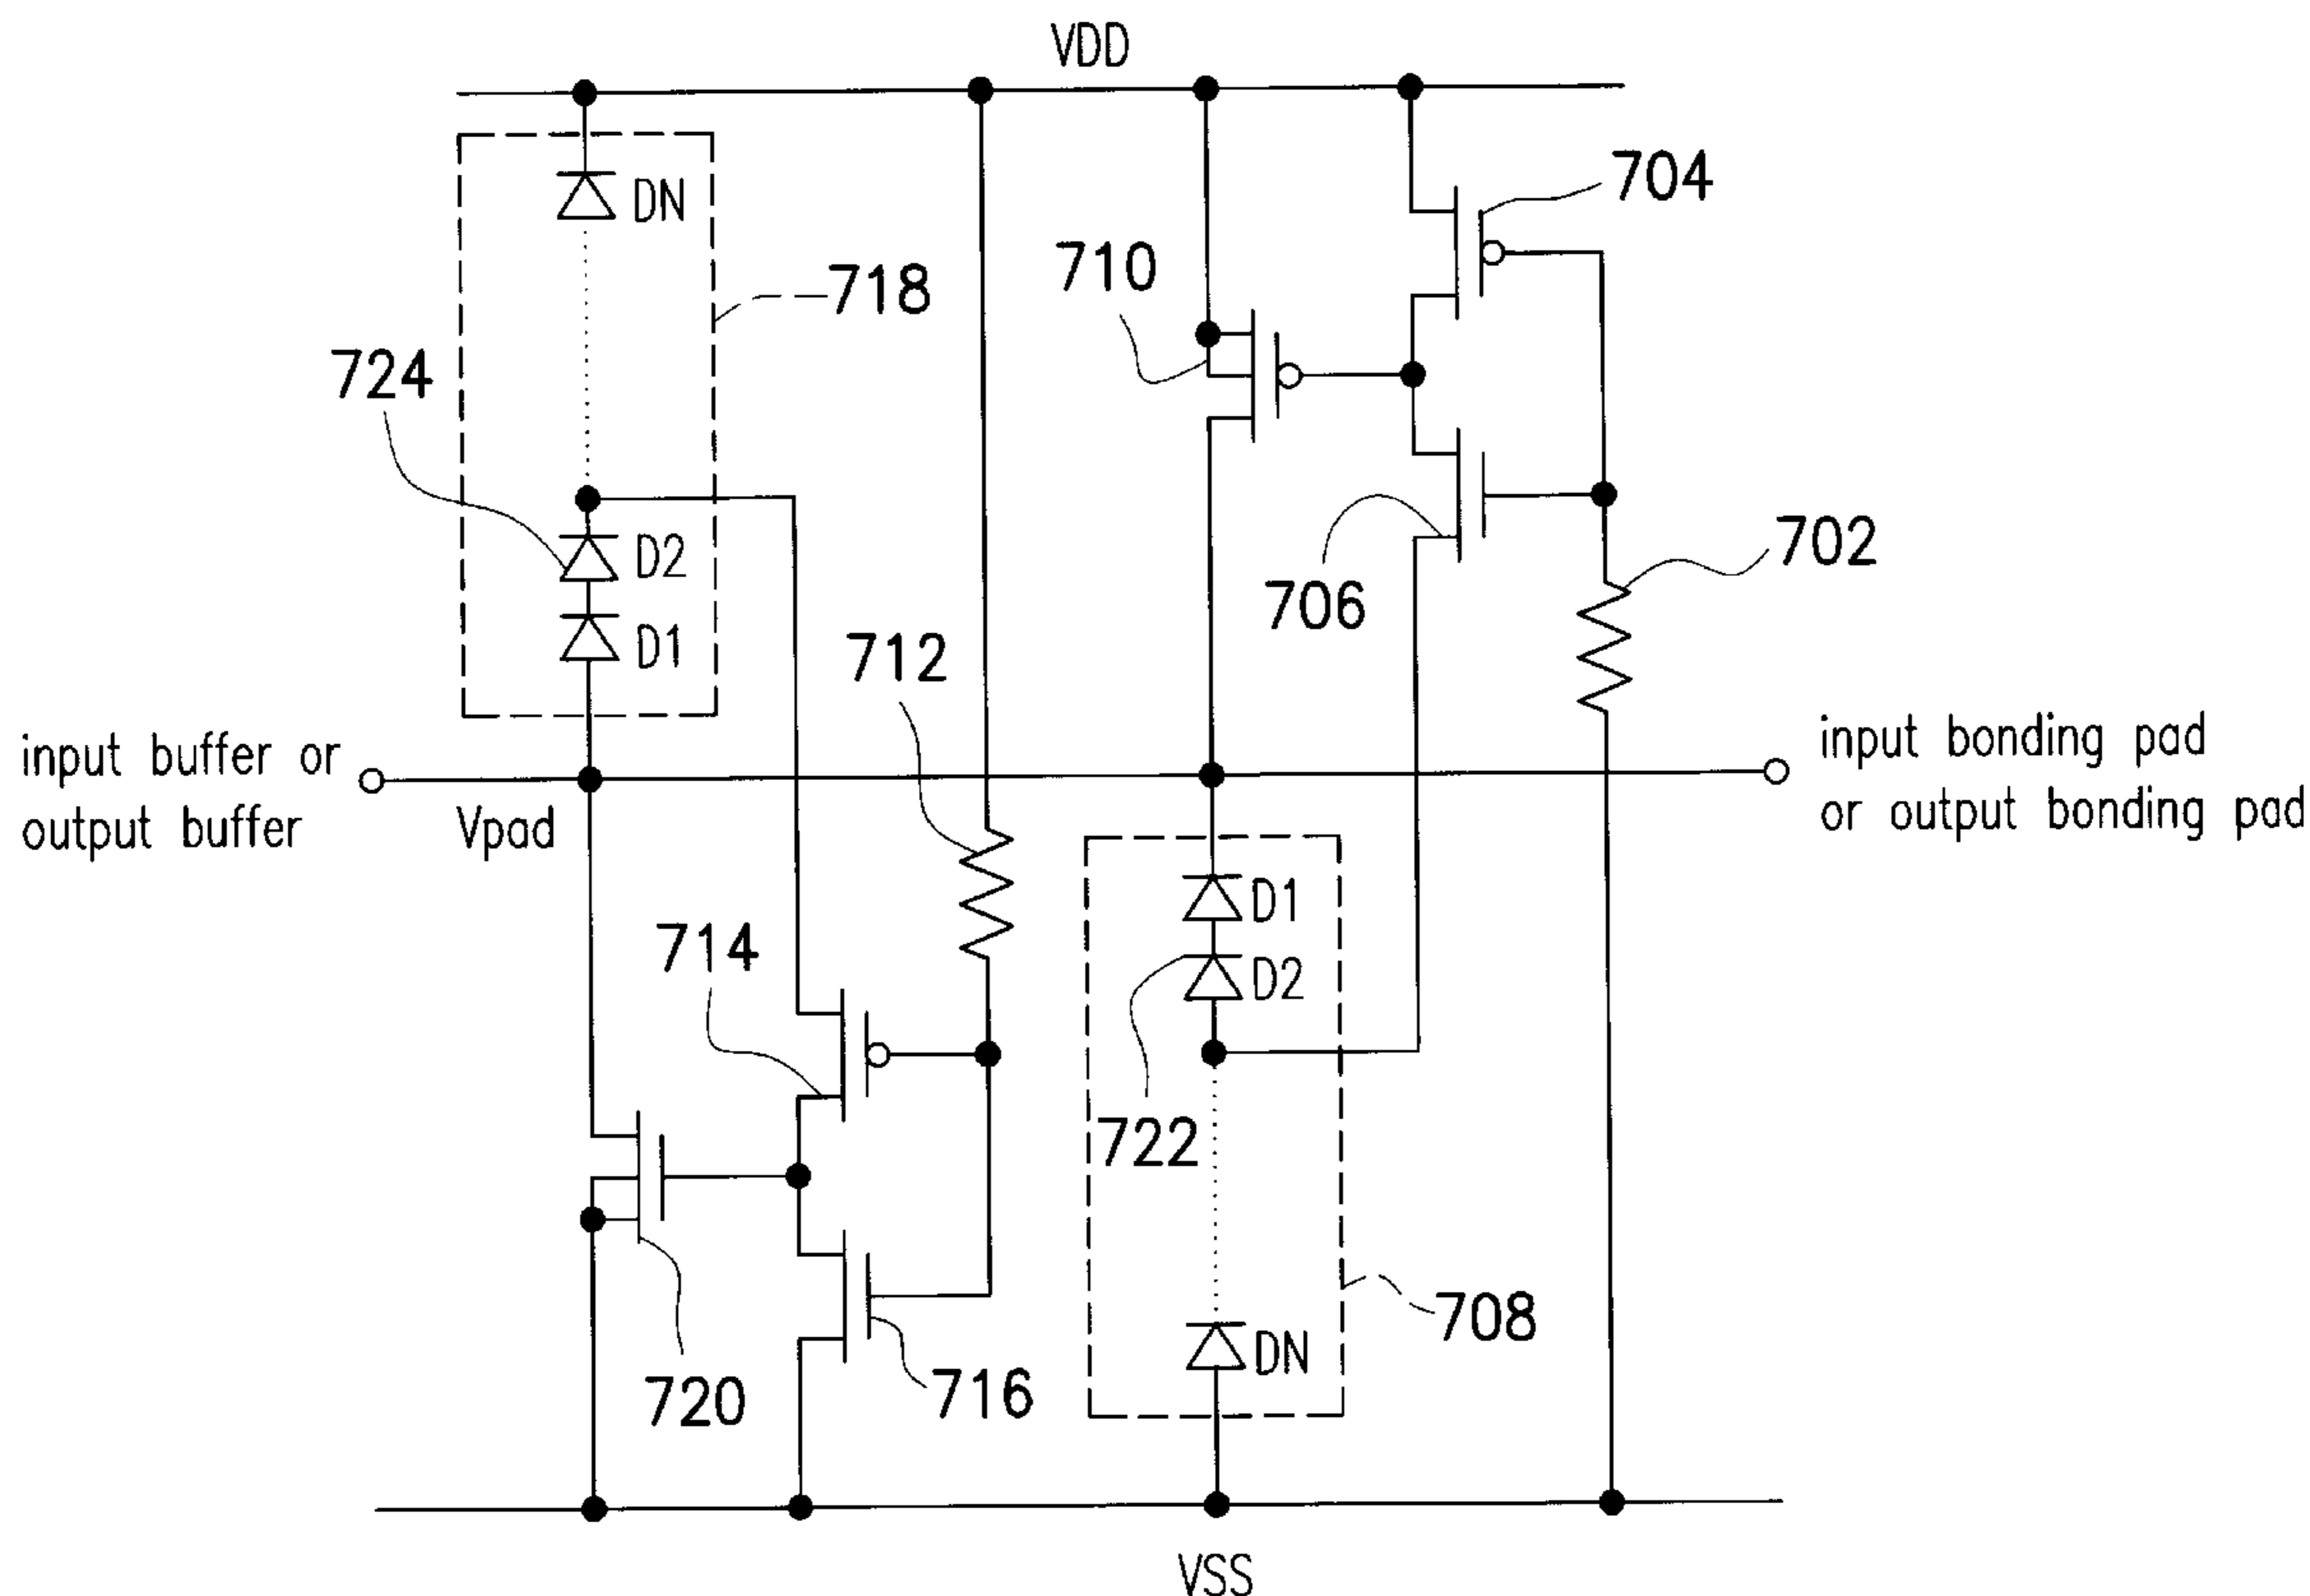 VDD
704
DN
710
718
724
702
D2
706
D1
712
input buffer or
output buffer
Vpad
input bonding pad
or output bonding pad
D1
714
D2
722
708
DN
720
716
VSS